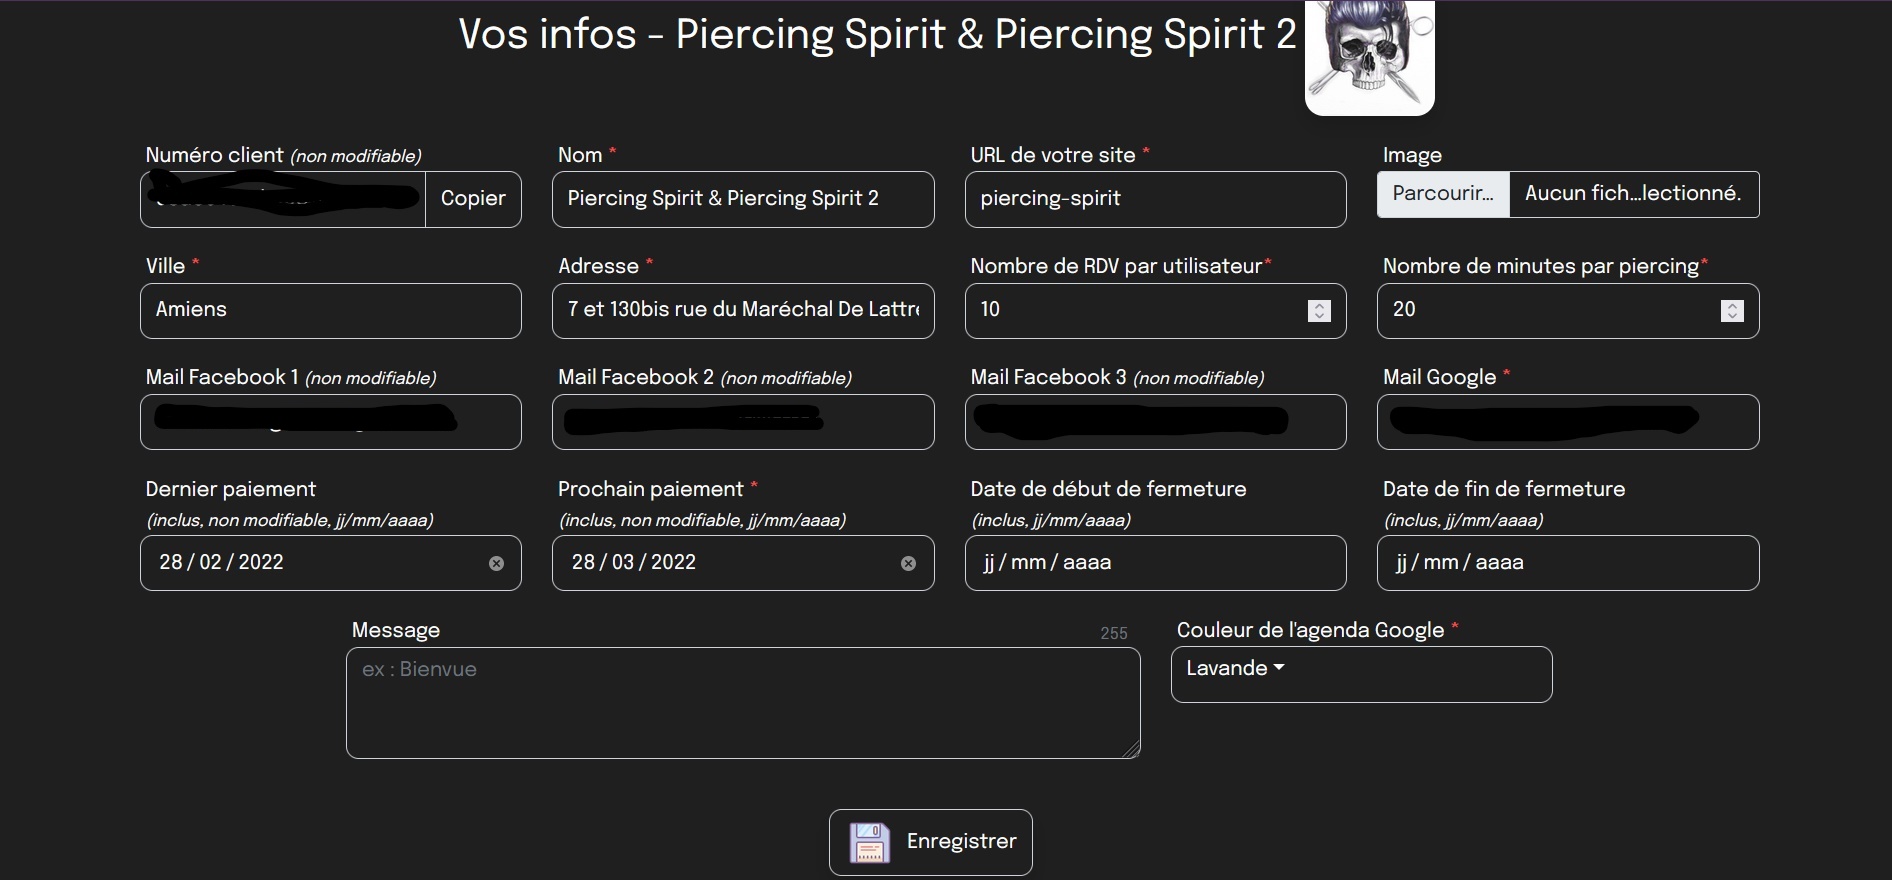 Vos infos - Piercing Spirit & Piercing Spirit 2
Numéro client (non modifiable)
Nom *
URL de votre site *
Image
Copier
Piercing Spirit & Piercing Spirit 2
piercing-spirit
Parcourir...
Aucun fich...lectionné.
Ville *
Adresse *
Nombre de RDV par utilisateur*
Nombre de minutes par piercing*
Amiens
7 et 130bis rue du Maréchal De Lattre
10
20
Mail Facebook 1 (non modifiable)
Mail Facebook 2 (non modifiable)
Mail Facebook 3 (non modifiable)
Mail Google *
Dernier paiement
(inclus, non modifiable, jj/mm/aaaa)
Prochain paiement *
(inclus, non modifiable, jj/mm/aaaa)
Date de début de fermeture
(inclus, jj/mm/aaaa)
Date de fin de fermeture
(inclus, jj/mm/aaaa)
28 / 02 / 2022
28 / 03 / 2022
jj / mm / aaaa
jj / mm / aaaa
Message
255
Couleur de l'agenda Google *
ex : Bienvue
Lavande
Enregistrer